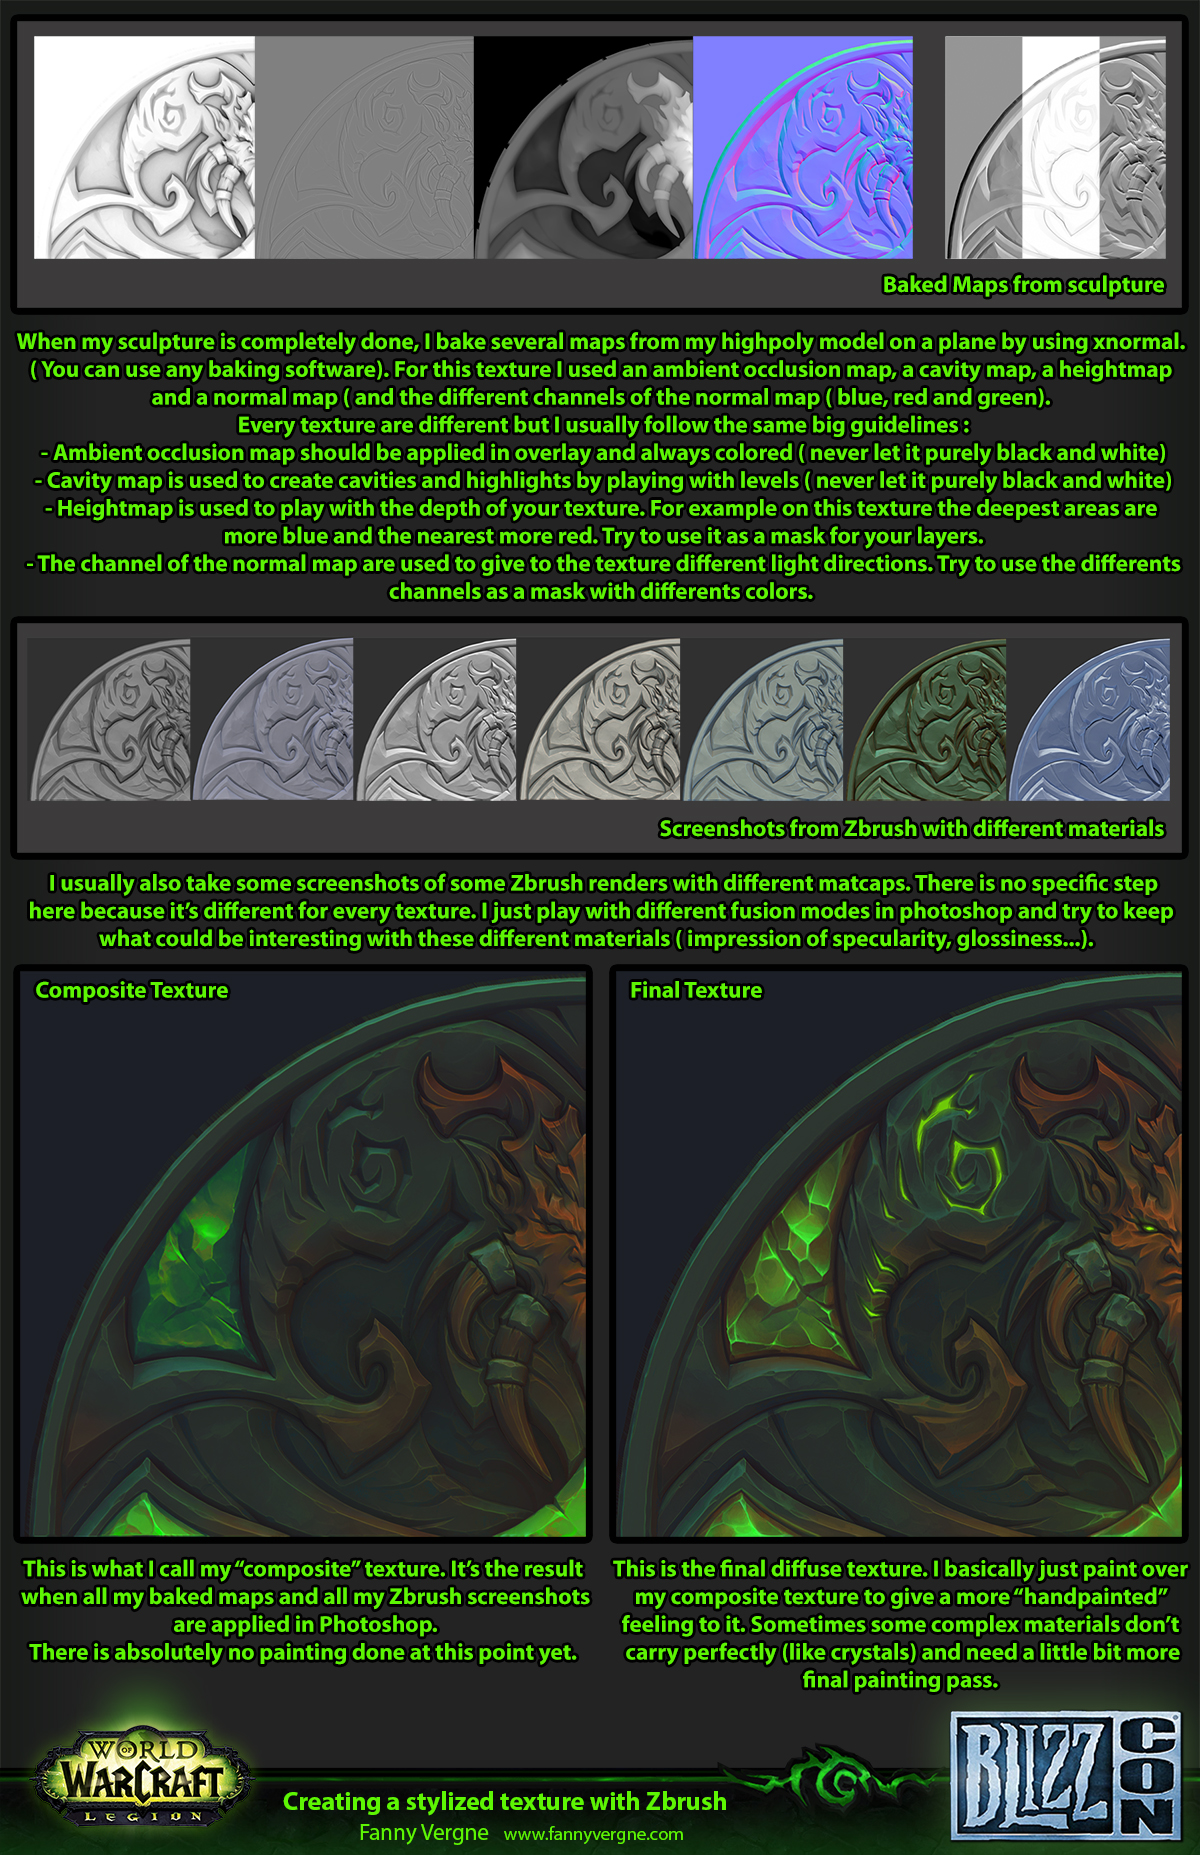 Baked Maps from sculpture
When my sculpture is completely done, I bake several maps from my highpoly model on a plane by using xnormal.
( You can use any baking software). For this texture I used an ambient occlusion map, a cavity map, a heightmap
and a normal map ( and the different channels of the normal map ( blue, red and green).
Every texture are different but I usually follow the same big guidelines :
- Ambient occlusion map should be applied in overlay and always colored ( never let it purely black and white)
- Cavity map is used to create cavities and highlights by playing with levels ( never let it purely black and white)
- Heightmap is used to play with the depth of your texture. For example on this texture the deepest areas are
more blue and the nearest more red. Try to use it as a mask for your layers.
- The channel of the normal map are used to give to the texture different light directions. Try to use the differents
channels as a mask with differents colors.
Screenshots from Zbrush with different materials
I usually also take some screenshots of some Zbrush renders with different matcaps. There is no specific step
here because it's different for every texture. I just play with different fusion modes in photoshop and try to keep
what could be interesting with these different materials ( impression of specularity, glossiness...).
Composite Texture
This is what I call my “composite” texture. It’s the result
when all my baked maps and all my Zbrush screenshots
are applied in Photoshop.
There is absolutely no painting done at this point yet.
Final Texture
This is the final diffuse texture. I basically just paint over
my composite texture to give a more “handpainted”
feeling to it. Sometimes some complex materials don’t
carry perfectly (like crystals) and need a little bit more
final painting pass.
WORLD
OF
WARCRAFT
LEGION
Creating a stylized texture with Zbrush
Fanny Vergne www.fannyvergne.com
BLIZZ
CON